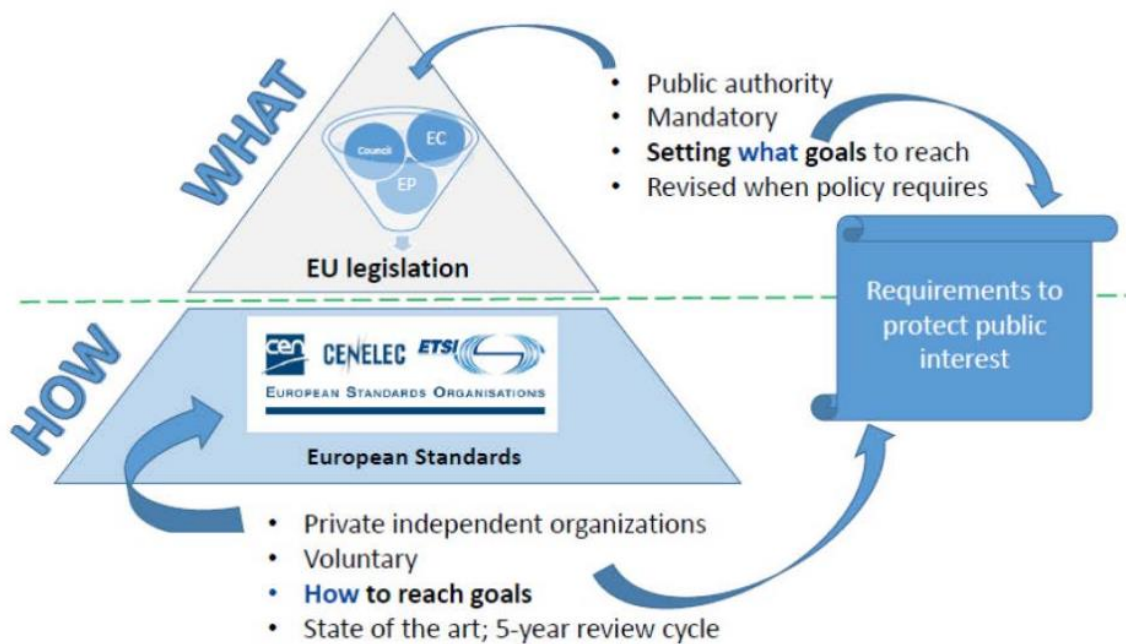 WHAT
Council
EC
EP
EU legislation
• Public authority
• Mandatory
• Setting what goals to reach
• Revised when policy requires
Requirements to
protect public
interest
HOW
cen CENELEC ETSI
EUROPEAN STANDARDS ORGANISATIONS
European Standards
• Private independent organizations
• Voluntary
• How to reach goals
• State of the art; 5-year review cycle